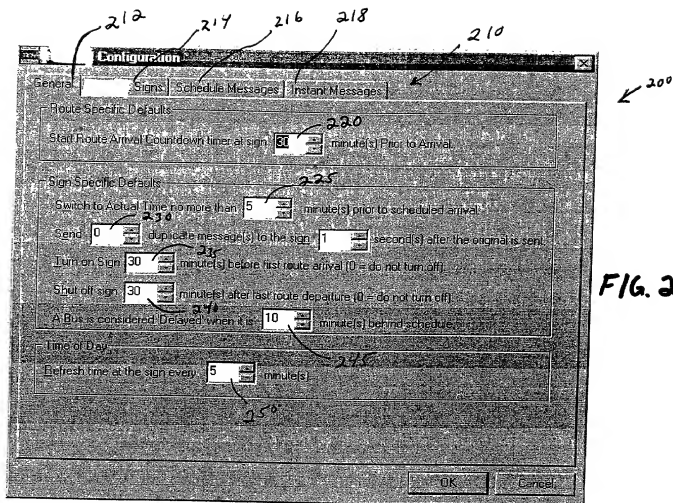 212 214 216 218 210
200
Configuration
General Signs Schedule Messages Instant Messages
Route Specific Defaults
220
Start Route Arrival Countdown timer at sign 30 minute(s) Prior to Arrival.
Sign Specific Defaults
225
Switch to Actual Time no more than 5 minute(s) prior to scheduled arrival.
230
Send 0 duplicate message(s) to the sign 1 second(s) after the original is sent.
235
Turn on Sign 30 minute(s) before first route arrival (0 = do not turn off)
FIG. 2
Shut off sign 30 minute(s) after last route departure (0 = do not turn off)
240
A Bus is considered 'Delayed' when it is 10 minute(s) behind schedule.
245
Time of Day
Refresh time at the sign every 5 minute(s)
250
OK Cancel